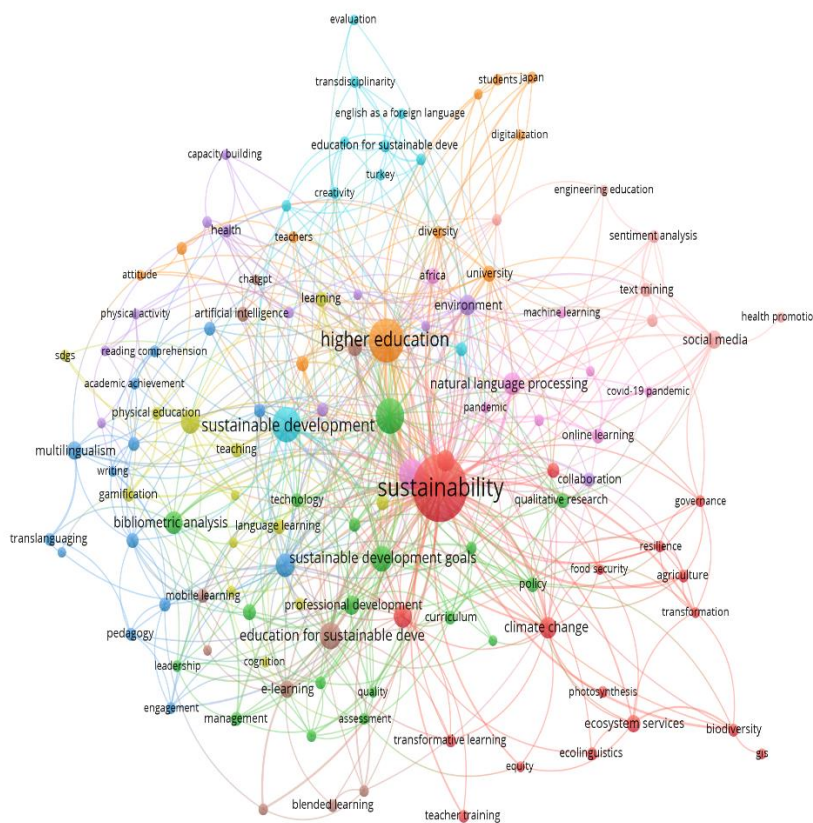 evaluation
students
japan
transdisciplinarity
english as a foreign language
digitalization
education for sustainable deve
capacity building
turkey
creativity
engineering education
health
teachers
diversity
sentiment analysis
attitude
chatgpt
africa
university
text mining
learning
physical activity
artificial intelligence
environment
machine learning
health promotio
higher education
social media
sdgs
reading comprehension
academic achievement
natural language processing
covid-19 pandemic
physical education
pandemic
sustainable development
online learning
multilingualism
teaching
writing
sustainability
collaboration
gamification
technology
qualitative research
governance
bibliometric analysis
language learning
translanguaging
resilience
sustainable development goals
food security
agriculture
mobile learning
policy
professional development
transformation
curriculum
pedagogy
education for sustainable deve
climate change
leadership
cognition
e-learning
quality
photosynthesis
engagement
management
assessment
ecosystem services
biodiversity
transformative learning
ecolinguistics
gis
equity
blended learning
teacher training